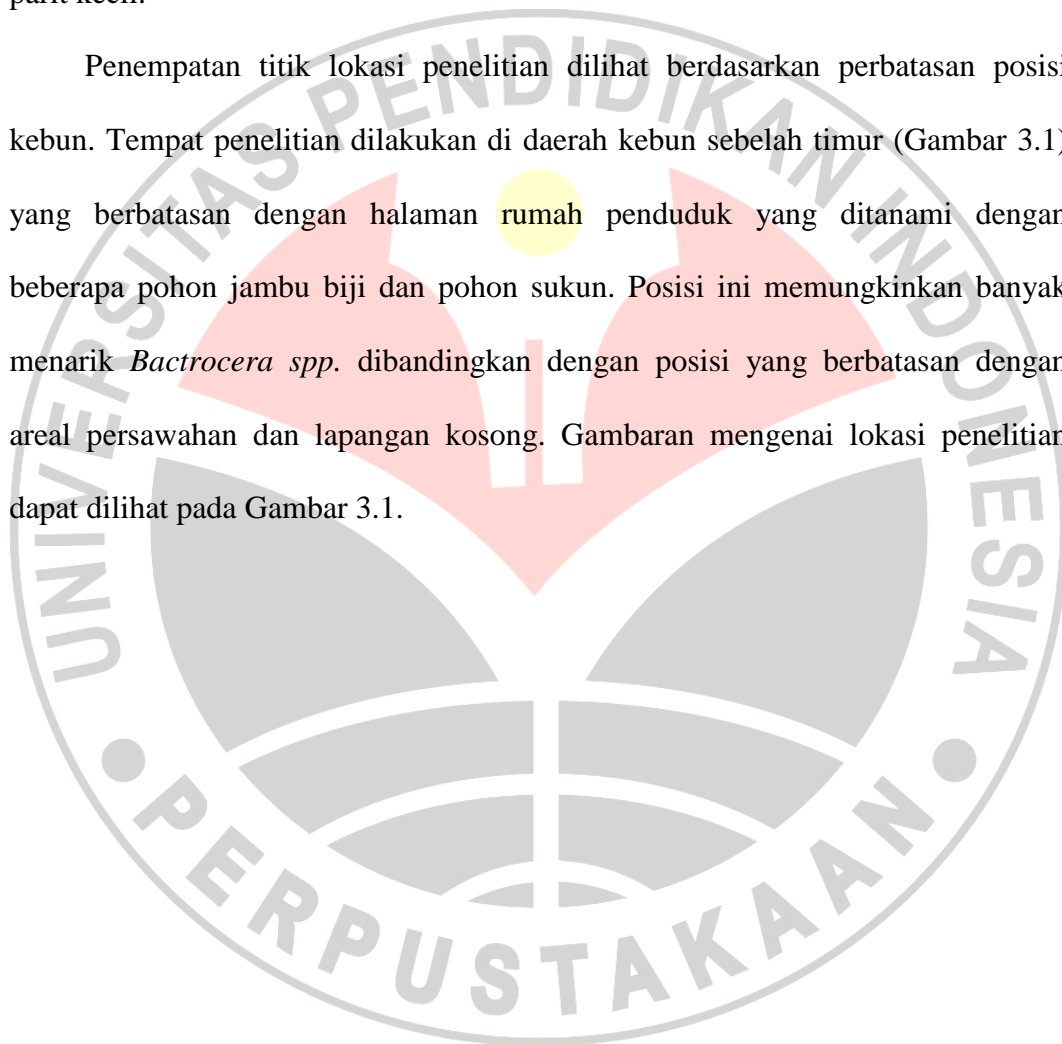 parit kecil.
Penempatan titik lokasi penelitian dilihat berdasarkan perbatasan posisi
kebun. Tempat penelitian dilakukan di daerah kebun sebelah timur (Gambar 3.1)
yang berbatasan dengan halaman rumah penduduk yang ditanami dengan
beberapa pohon jambu biji dan pohon sukun. Posisi ini memungkinkan banyak
menarik Bactrocera spp. dibandingkan dengan posisi yang berbatasan dengan
areal persawahan dan lapangan kosong. Gambaran mengenai lokasi penelitian
dapat dilihat pada Gambar 3.1.
UNIVERSITAS PENDIDIKAN INDONESIA
PERPUSTAKAAN